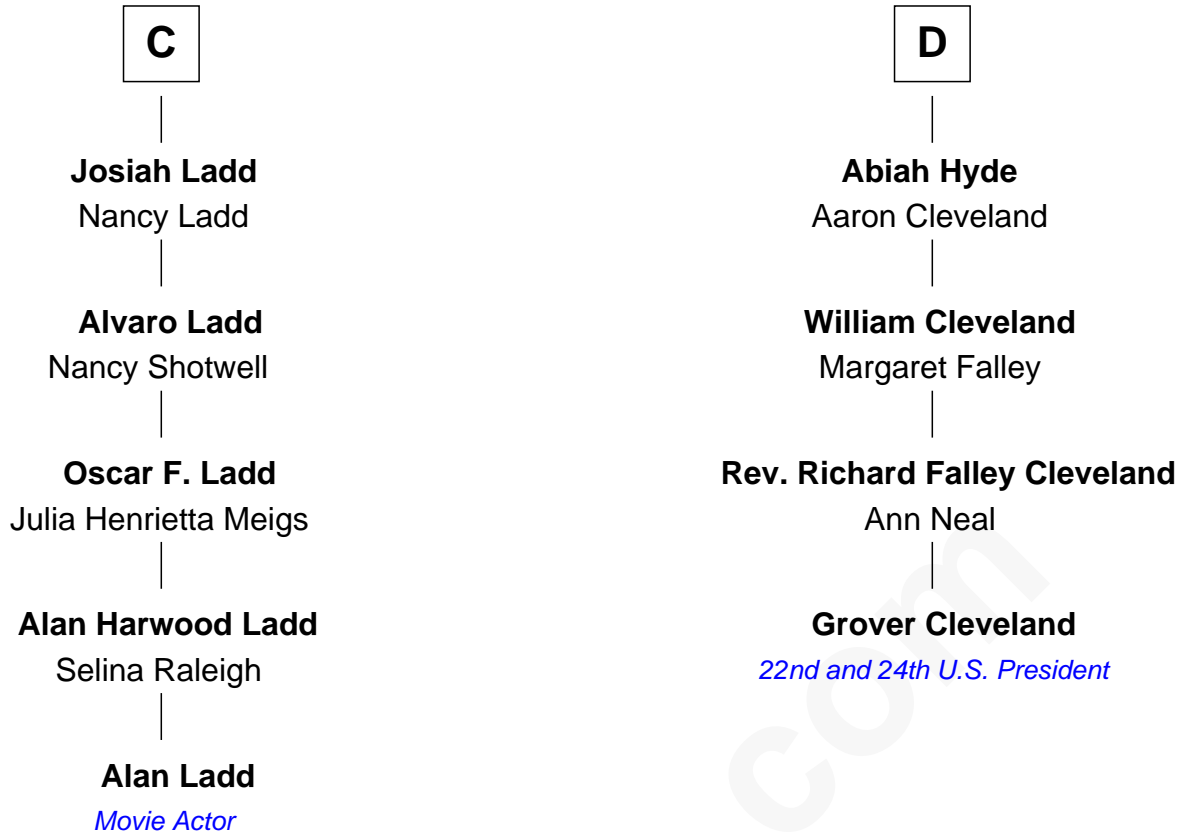 C
Josiah Ladd
Nancy Ladd
Alvaro Ladd
Nancy Shotwell
Oscar F. Ladd
Julia Henrietta Meigs
Alan Harwood Ladd
Selina Raleigh
Alan Ladd
Movie Actor
D
Abiah Hyde
Aaron Cleveland
William Cleveland
Margaret Falley
Rev. Richard Falley Cleveland
Ann Neal
Grover Cleveland
22nd and 24th U.S. President
com